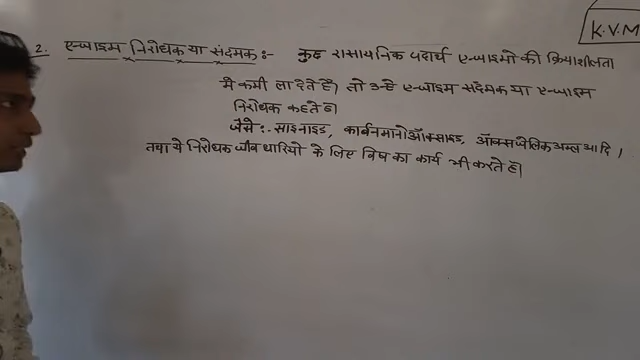 K.V.M
2. एन्जाइम निरोधक या संदमक:- कुछ रासायनिक पदार्थ एन्जाइमो की क्रियाशीलता
मे कमी ला देते है। तो उन्हे एन्जाइम संदमक या एन्जाइम
निरोधक कहते है।
जैसे:- साइनाइड, कार्बनमानोऑक्साइड, ऑक्सजेलिक अम्ल आदि।
तथा ये निरोधक जीव धारियो के लिए विष का कार्य भी करते है।